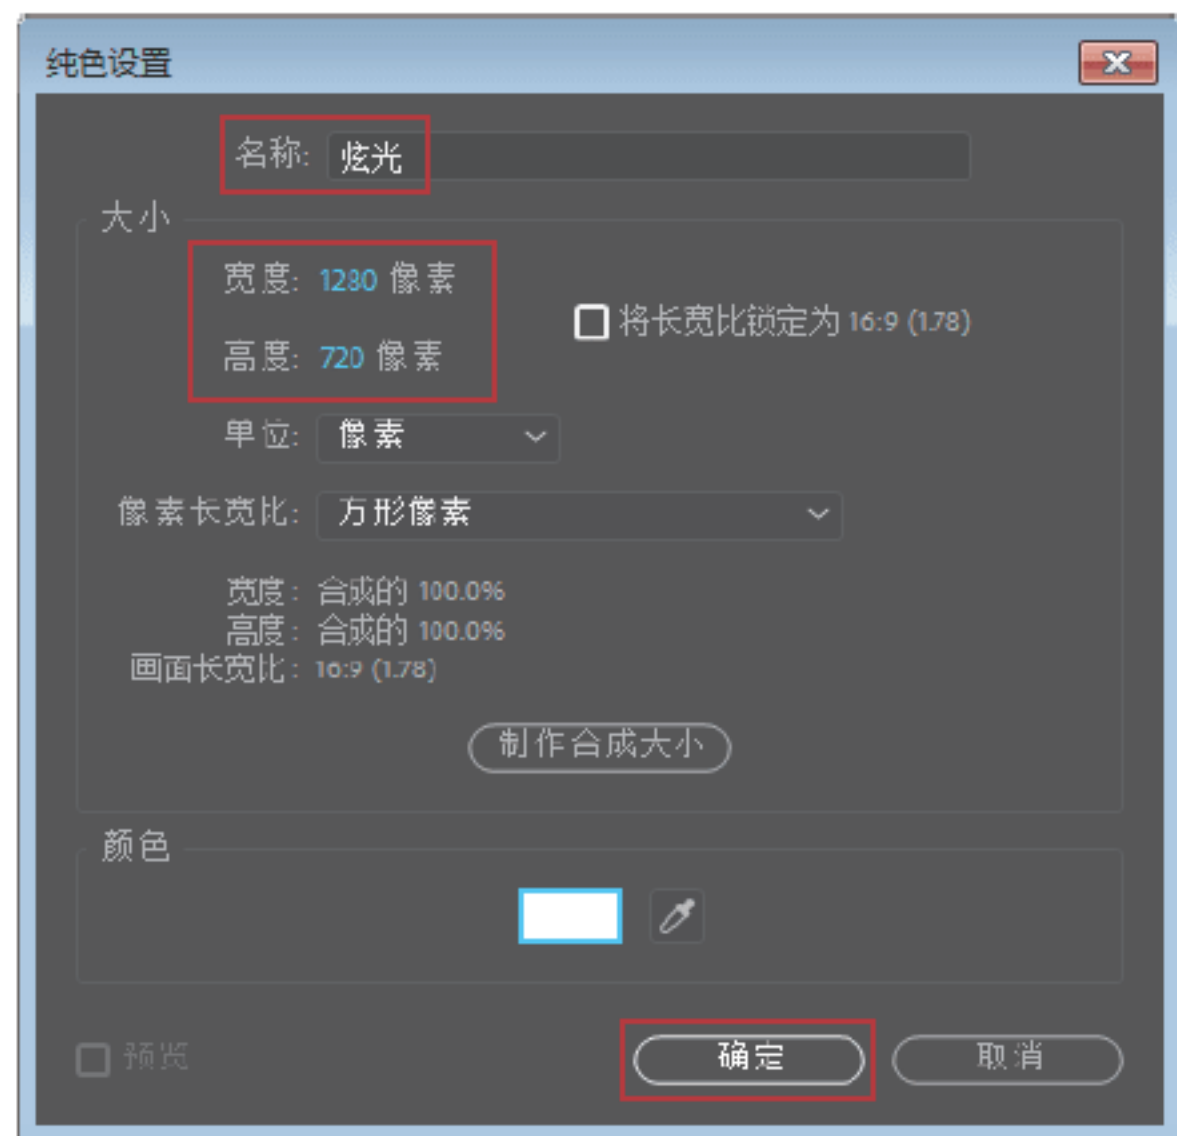 纯色设置
名称: 炫光
大小
宽度: 1280 像素
将长宽比锁定为 16:9 (1.78)
高度: 720 像素
单位: 像素
像素长宽比: 方形像素
宽度: 合成的 100.0%
高度: 合成的 100.0%
画面长宽比: 16:9 (1.78)
制作合成大小
颜色
预览
确定
取消